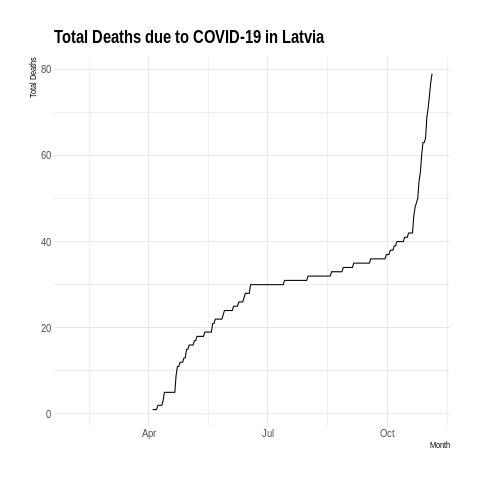 Total Deaths due to COVID-19 in Latvia
Total Deaths
80
60
40
20
0
Apr
Jul
Oct
Month